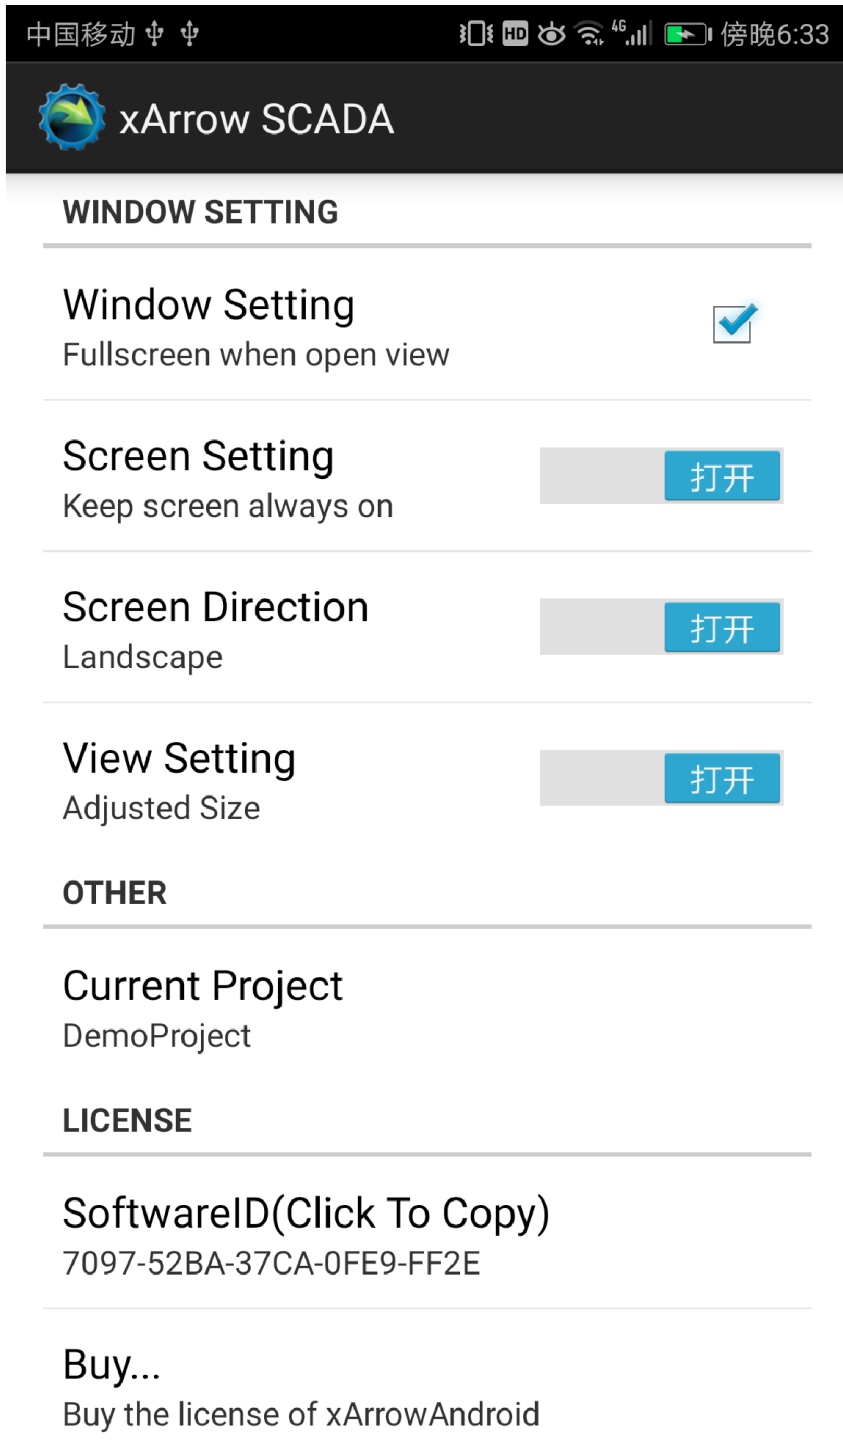 中国移动 HD 4G 傍晚6:33
xArrow SCADA
WINDOW SETTING
Window Setting
Fullscreen when open view
Screen Setting
打开
Keep screen always on
Screen Direction
打开
Landscape
View Setting
打开
Adjusted Size
OTHER
Current Project
DemoProject
LICENSE
SoftwareID(Click To Copy)
7097-52BA-37CA-0FE9-FF2E
Buy...
Buy the license of xArrowAndroid